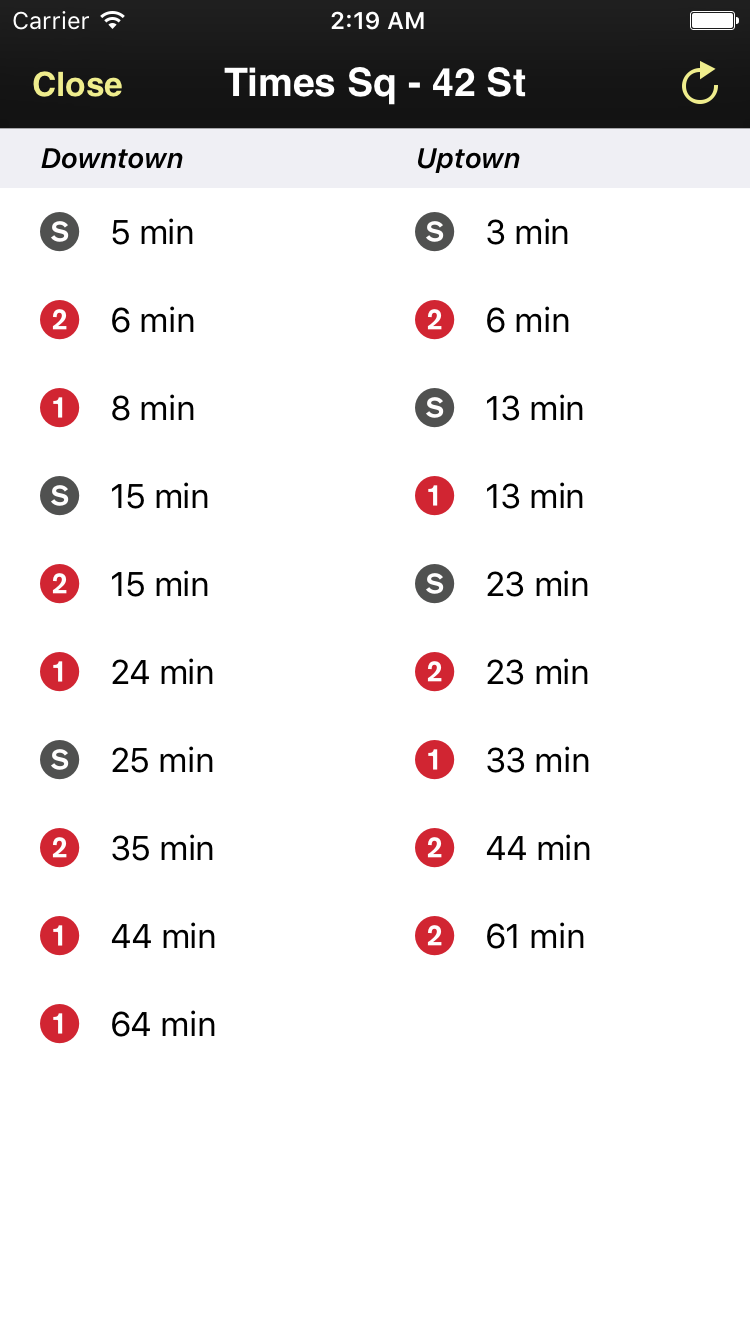 Carrier 2:19 AM
Close Times Sq - 42 St
Downtown Uptown
S 5 min S 3 min
2 6 min 2 6 min
1 8 min S 13 min
S 15 min 1 13 min
2 15 min S 23 min
1 24 min 2 23 min
S 25 min 1 33 min
2 35 min 2 44 min
1 44 min 2 61 min
1 64 min